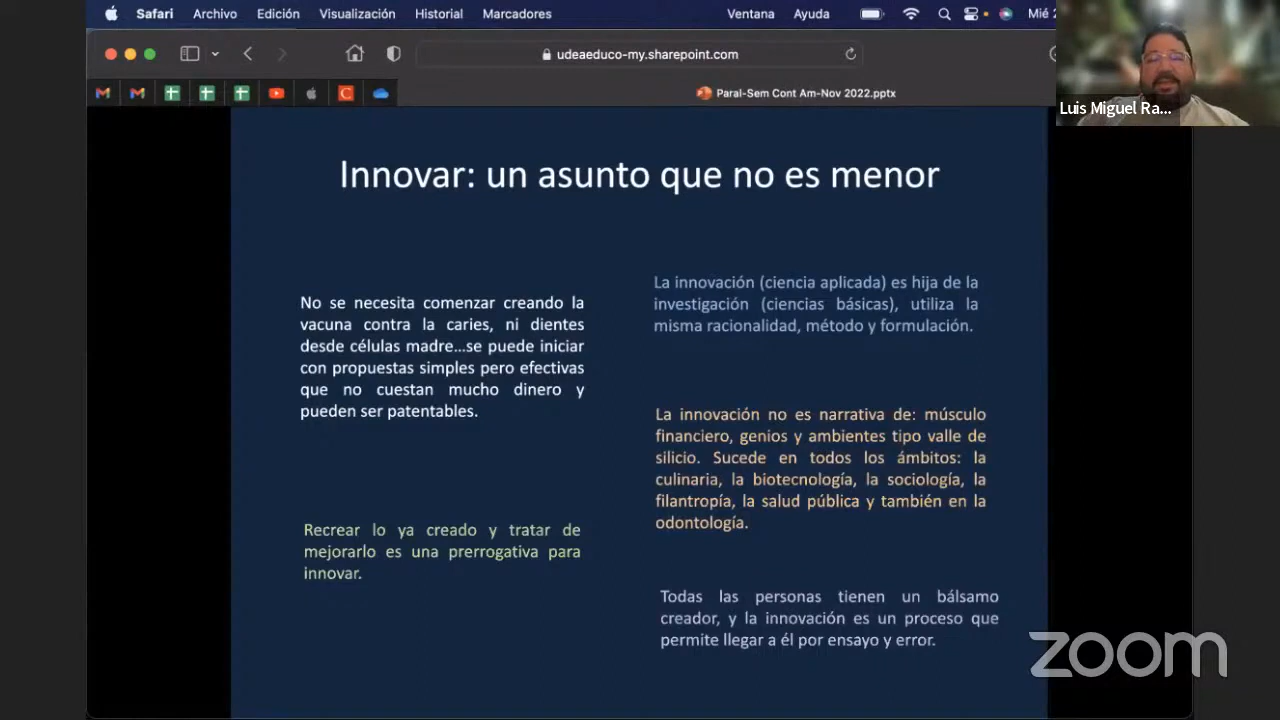 Safari Archivo Edición Visualización Historial Marcadores Ventana Ayuda Mié
udeaeduco-my.sharepoint.com
Paral-Sem Cont Am-Nov 2022.pptx
Luis Miguel Ra...
Innovar: un asunto que no es menor
No se necesita comenzar creando la
vacuna contra la caries, ni dientes
desde células madre...se puede iniciar
con propuestas simples pero efectivas
que no cuestan mucho dinero y
pueden ser patentables.
Recrear lo ya creado y tratar de
mejorarlo es una prerrogativa para
innovar.
La innovación (ciencia aplicada) es hija de la
investigación (ciencias básicas), utiliza la
misma racionalidad, método y formulación.
La innovación no es narrativa de: músculo
financiero, genios y ambientes tipo valle de
silicio. Sucede en todos los ámbitos: la
culinaria, la biotecnología, la sociología, la
filantropía, la salud pública y también en la
odontología.
Todas las personas tienen un bálsamo
creador, y la innovación es un proceso que
permite llegar a él por ensayo y error.
zoom